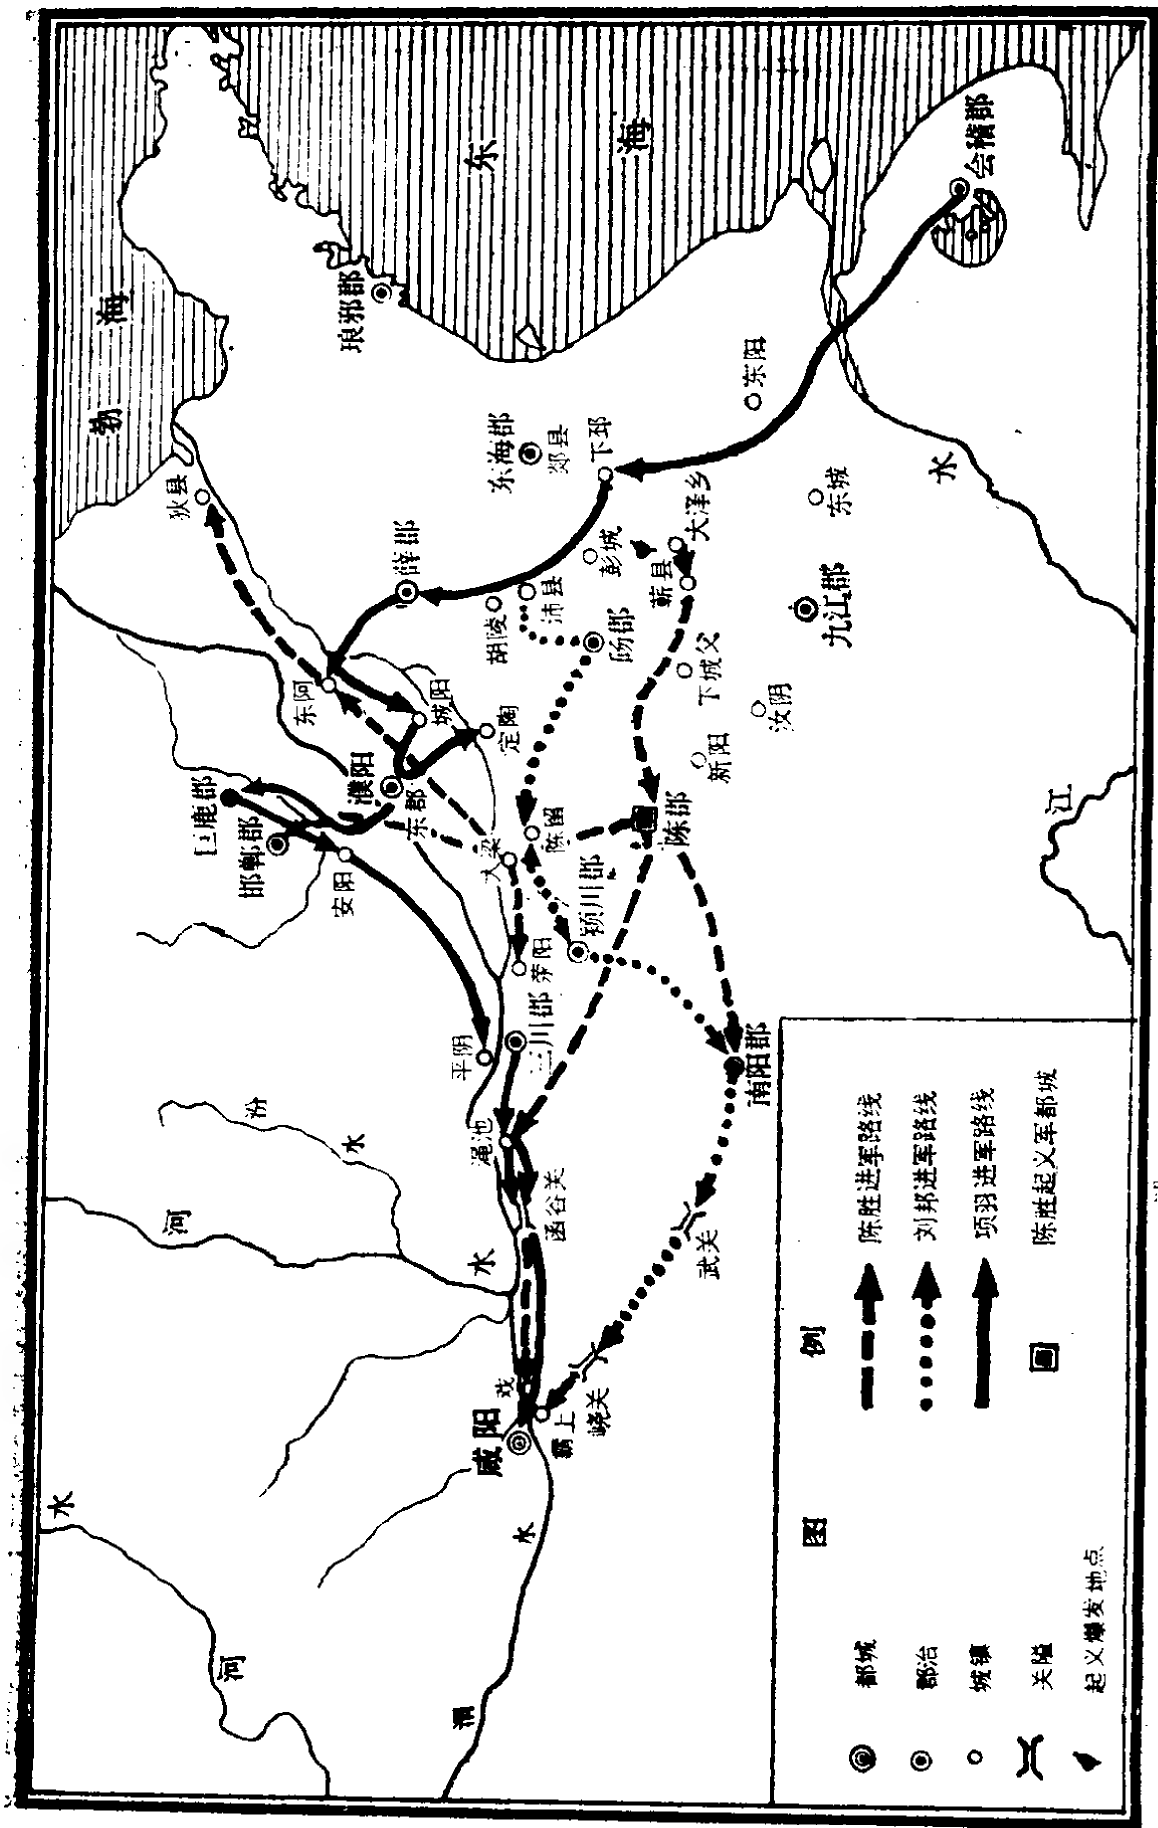 勃海
东海
琅邪郡
会稽郡
狄县
东海郡
郯县
下邳
东阳
薛郡
彭城
大泽乡
东城
水
胡陵
沛县
蕲县
九江郡
东阿
城阳
定陶
下城父
汝阴
新阳
巨鹿郡
邯郸郡
濮阳
东郡
安阳
大梁
陈留
陈郡
颍川郡
荥阳
三川郡
平阴
江
汾
水
河
水
渑池
函谷关
南阳郡
武关
戏
咸阳
霸上
峣关
水
河
渭
水
图例
陈胜进军路线
刘邦进军路线
项羽进军路线
陈胜起义军都城
都城
郡治
城镇
关隘
起义爆发地点